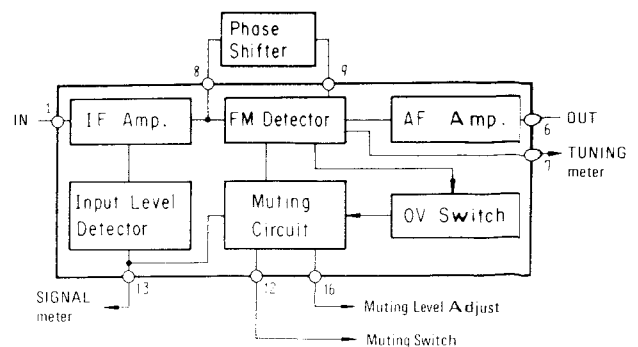 Phase
Shifter
8
9
IN
1
IF Amp.
FM Detector
AF Amp.
6
OUT
7
TUNING
meter
Input Level
Detector
Muting
Circuit
OV Switch
13
12
16
SIGNAL
meter
Muting Level Adjust
Muting Switch